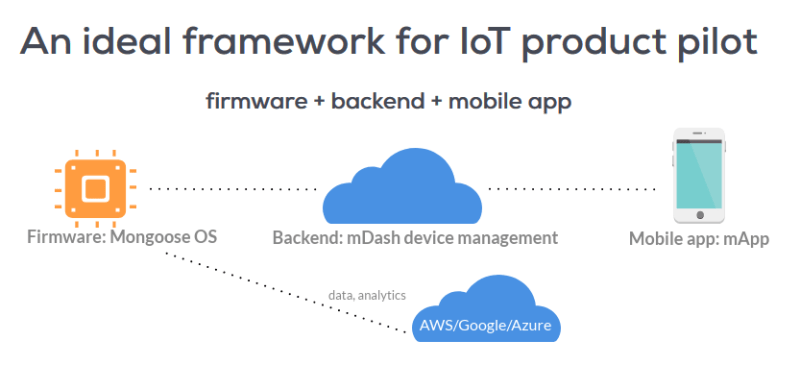 An ideal framework for IoT product pilot
firmware + backend + mobile app
Firmware: Mongoose OS
Backend: mDash device management
Mobile app: mApp
data, analytics
AWS/Google/Azure